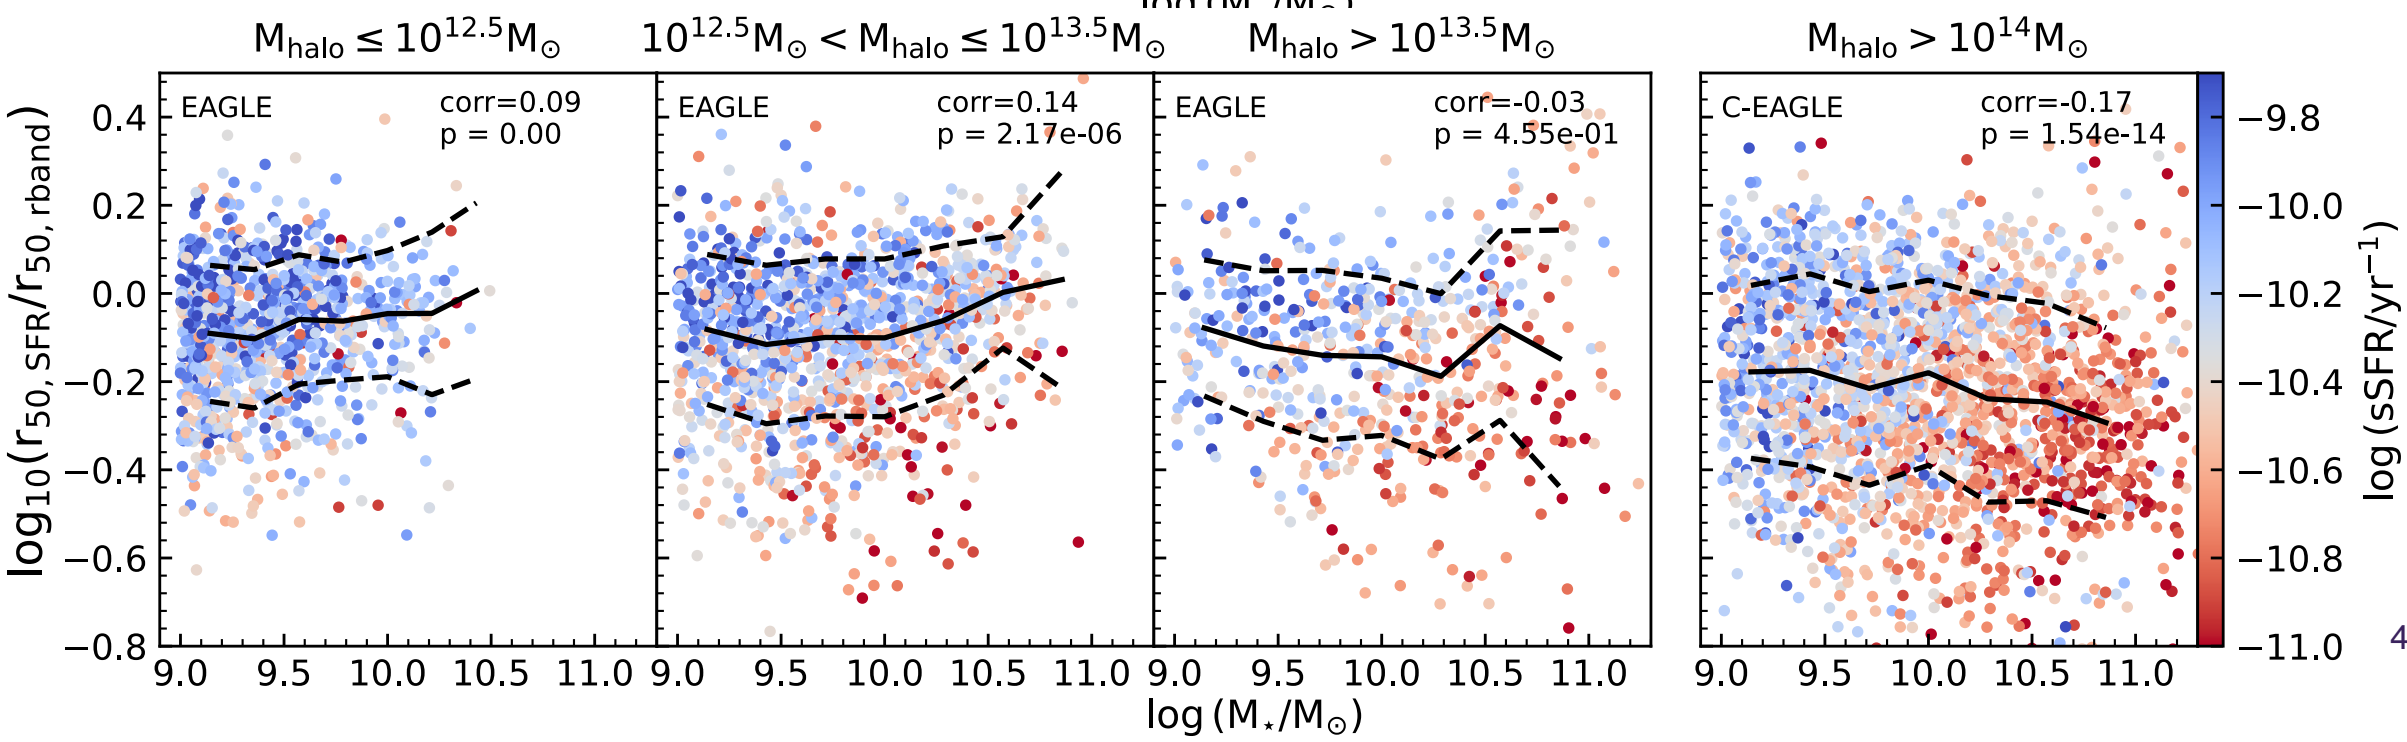 log (M⋆/M⊙)
M_halo ≤ 10^12.5 M⊙
10^12.5 M⊙ < M_halo ≤ 10^13.5 M⊙
M_halo > 10^13.5 M⊙
M_halo > 10^14 M⊙
EAGLE
corr=0.09
p = 0.00
EAGLE
corr=0.14
p = 2.17e-06
EAGLE
corr=-0.03
p = 4.55e-01
C-EAGLE
corr=-0.17
p = 1.54e-14
log10(r50,SFR/r50,rband)
0.4
0.2
0.0
−0.2
−0.4
−0.6
−0.8
9.0 9.5 10.0 10.5 11.0
9.0 9.5 10.0 10.5 11.0
9.0 9.5 10.0 10.5 11.0
9.0 9.5 10.0 10.5 11.0
log (M⋆/M⊙)
−9.8
−10.0
−10.2
−10.4
−10.6
−10.8
−11.0
log (sSFR/yr^−1)
4